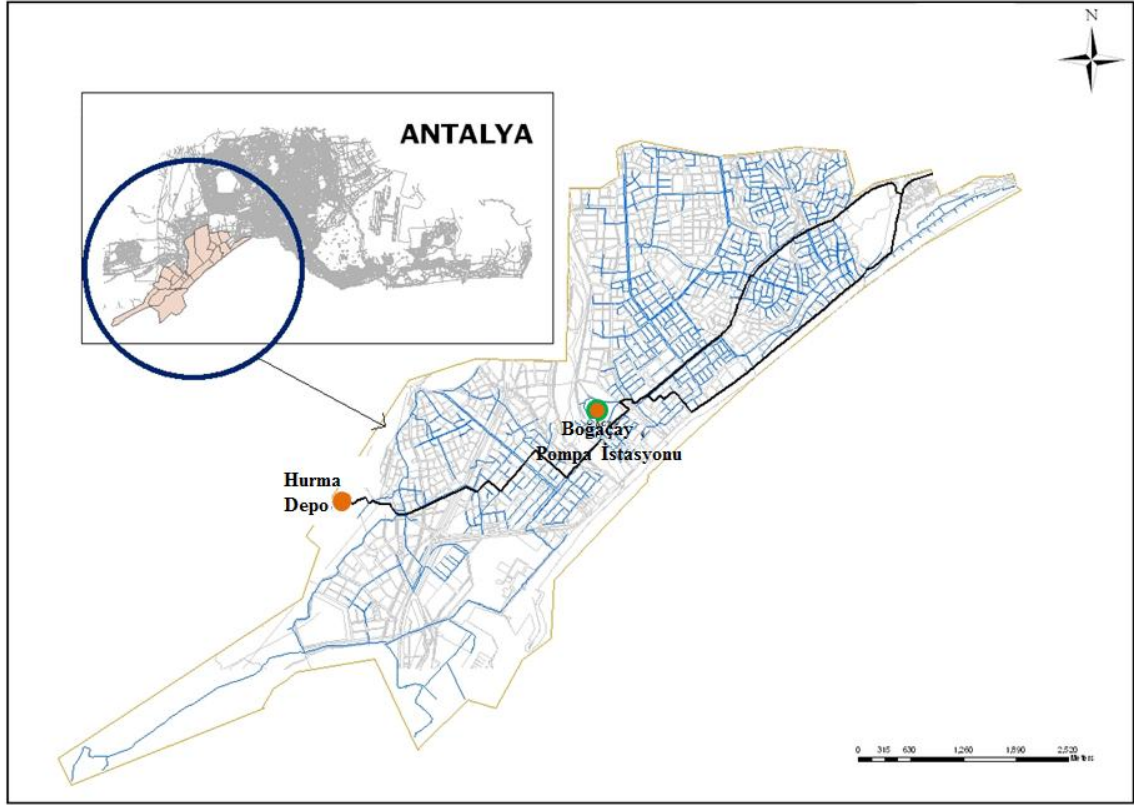 N
ANTALYA
Boğaçay
Pompa İstasyonu
Hurma
Depo
0 315 630 1,260 1,890 2,520
Meters